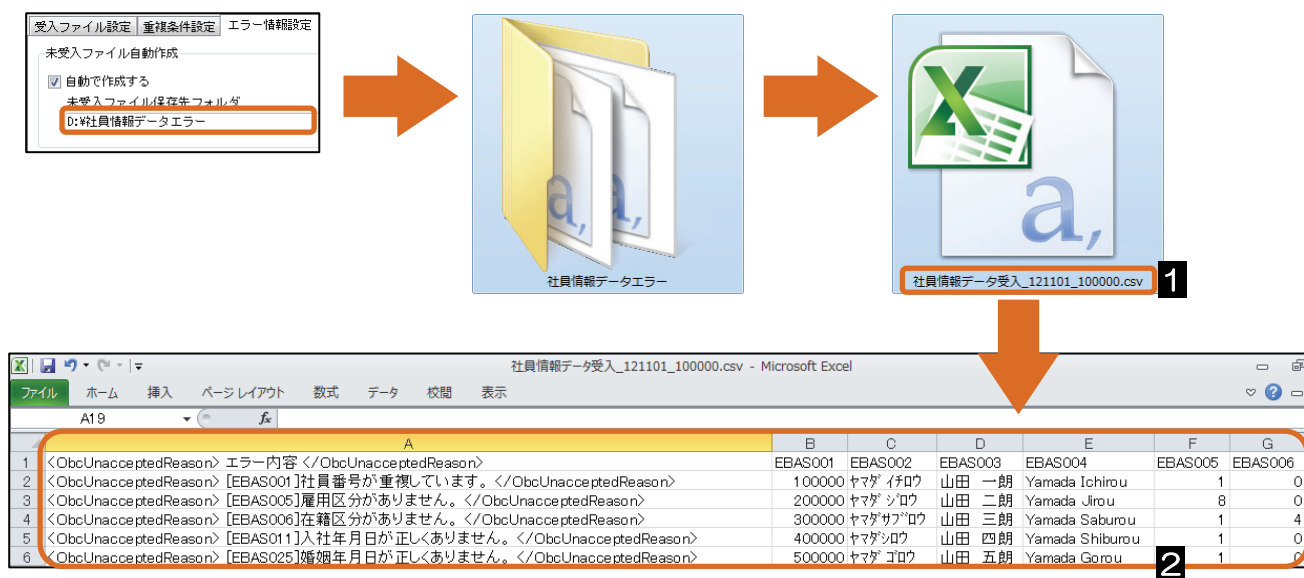 受入ファイル設定 重複条件設定 エラー情報設定
未受入ファイル自動作成
自動で作成する
未受入ファイル保存先フォルダ
D:¥社員情報データエラー
社員情報データエラー
a,
社員情報データ受入_121101_100000.csv
1
社員情報データ受入_121101_100000.csv - Microsoft Excel
ファイル ホーム 挿入 ページ レイアウト 数式 データ 校閲 表示
A19 fx
A B C D E F G
1 <ObcUnacceptedReason> エラー内容 </ObcUnacceptedReason> EBAS001 EBAS002 EBAS003 EBAS004 EBAS005 EBAS006
2 <ObcUnacceptedReason> [EBAS001]社員番号が重複しています。</ObcUnacceptedReason> 100000 ヤマダ イチロウ 山田 一朗 Yamada Ichirou 1 0
3 <ObcUnacceptedReason> [EBAS005]雇用区分がありません。</ObcUnacceptedReason> 200000 ヤマダ ジロウ 山田 二朗 Yamada Jirou 8 0
4 <ObcUnacceptedReason> [EBAS006]在籍区分がありません。</ObcUnacceptedReason> 300000 ヤマダサブロウ 山田 三朗 Yamada Saburou 1 4
5 <ObcUnacceptedReason> [EBAS011]入社年月日が正しくありません。</ObcUnacceptedReason> 400000 ヤマダシロウ 山田 四朗 Yamada Shiburou 1 0
6 <ObcUnacceptedReason> [EBAS025]婚姻年月日が正しくありません。</ObcUnacceptedReason> 500000 ヤマダ ゴロウ 山田 五朗 Yamada Gorou 1 0
2